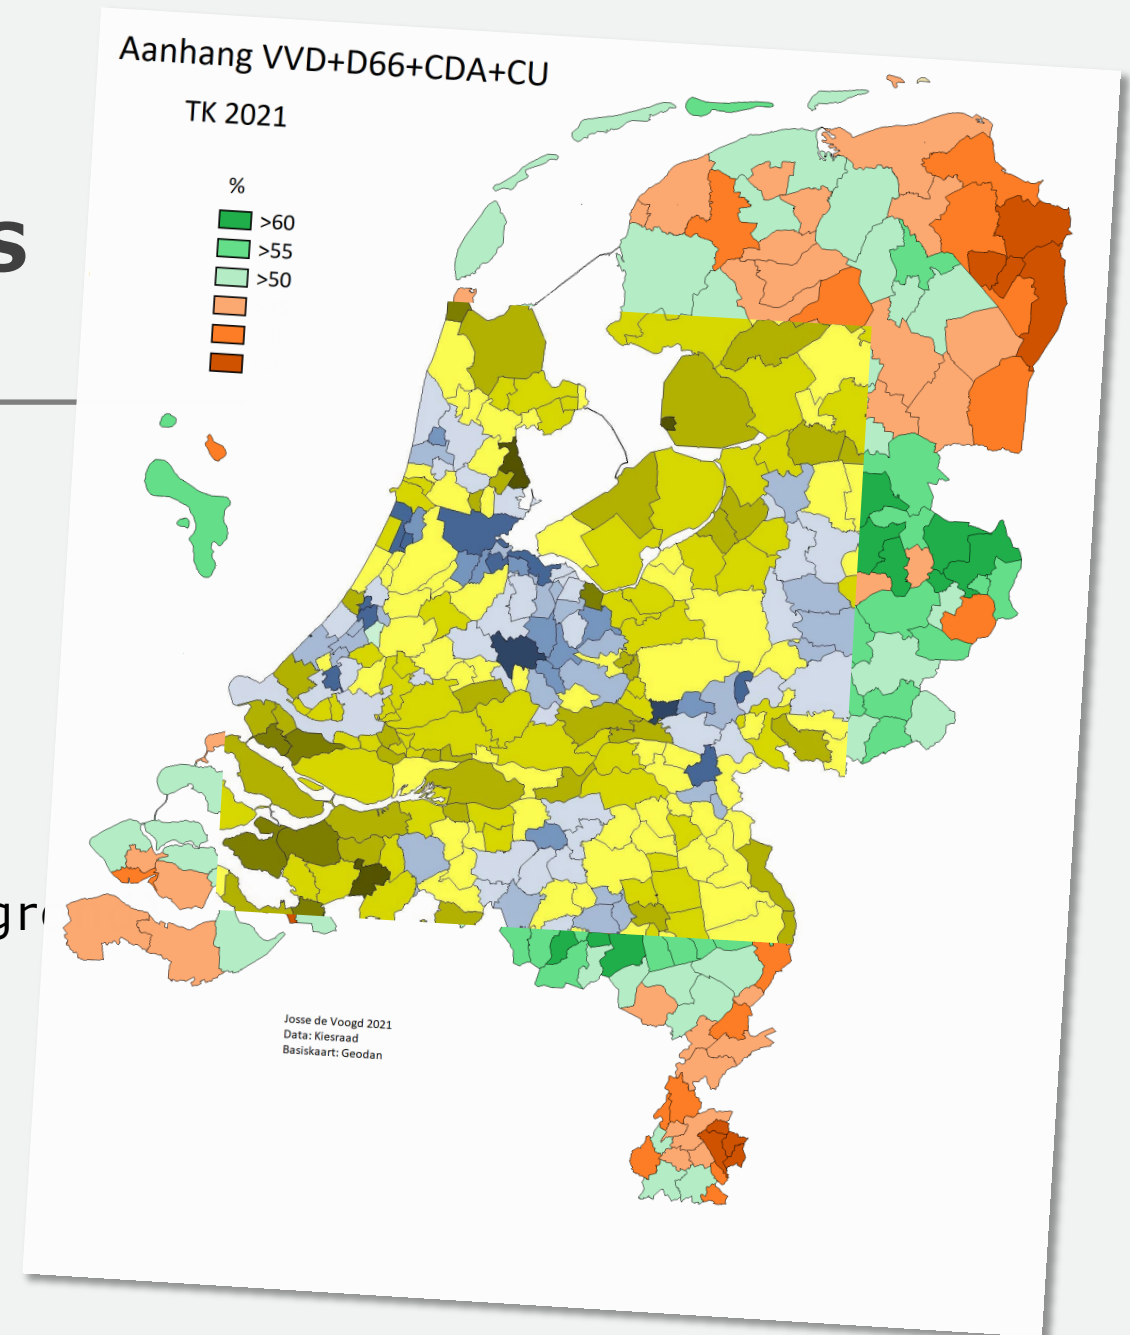 Aanhang VVD+D66+CDA+CU
TK 2021
%
>60
>55
>50
s
Josse de Voogd 2021
Data: Kiesraad
Basiskaart: Geodan